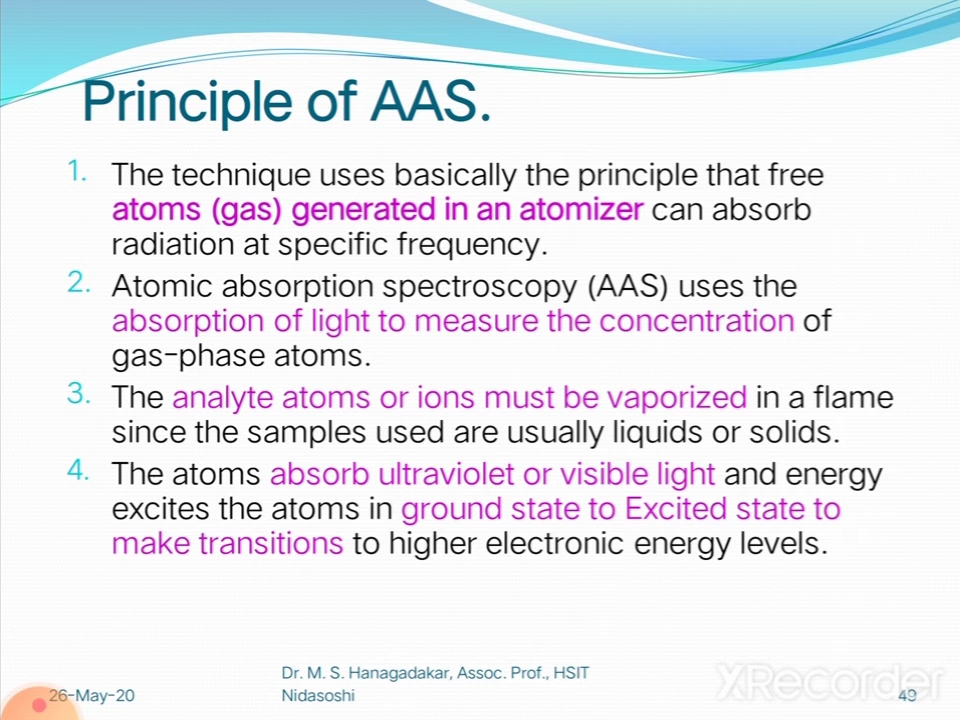 Principle of AAS.
1. The technique uses basically the principle that free
atoms (gas) generated in an atomizer can absorb
radiation at specific frequency.
2. Atomic absorption spectroscopy (AAS) uses the
absorption of light to measure the concentration of
gas-phase atoms.
3. The analyte atoms or ions must be vaporized in a flame
since the samples used are usually liquids or solids.
4. The atoms absorb ultraviolet or visible light and energy
excites the atoms in ground state to Excited state to
make transitions to higher electronic energy levels.
Dr. M. S. Hanagadakar, Assoc. Prof., HSIT
26-May-20 Nidasoshi 49
XRecorder